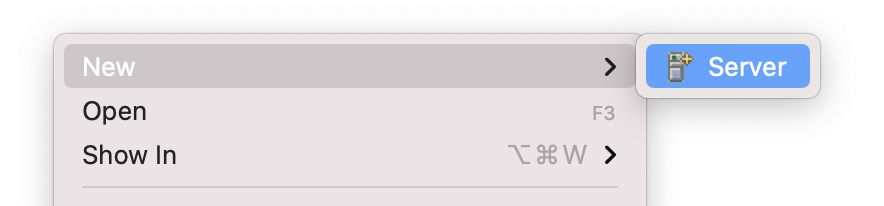 New Server
Open F3
Show In ⌥⌘W